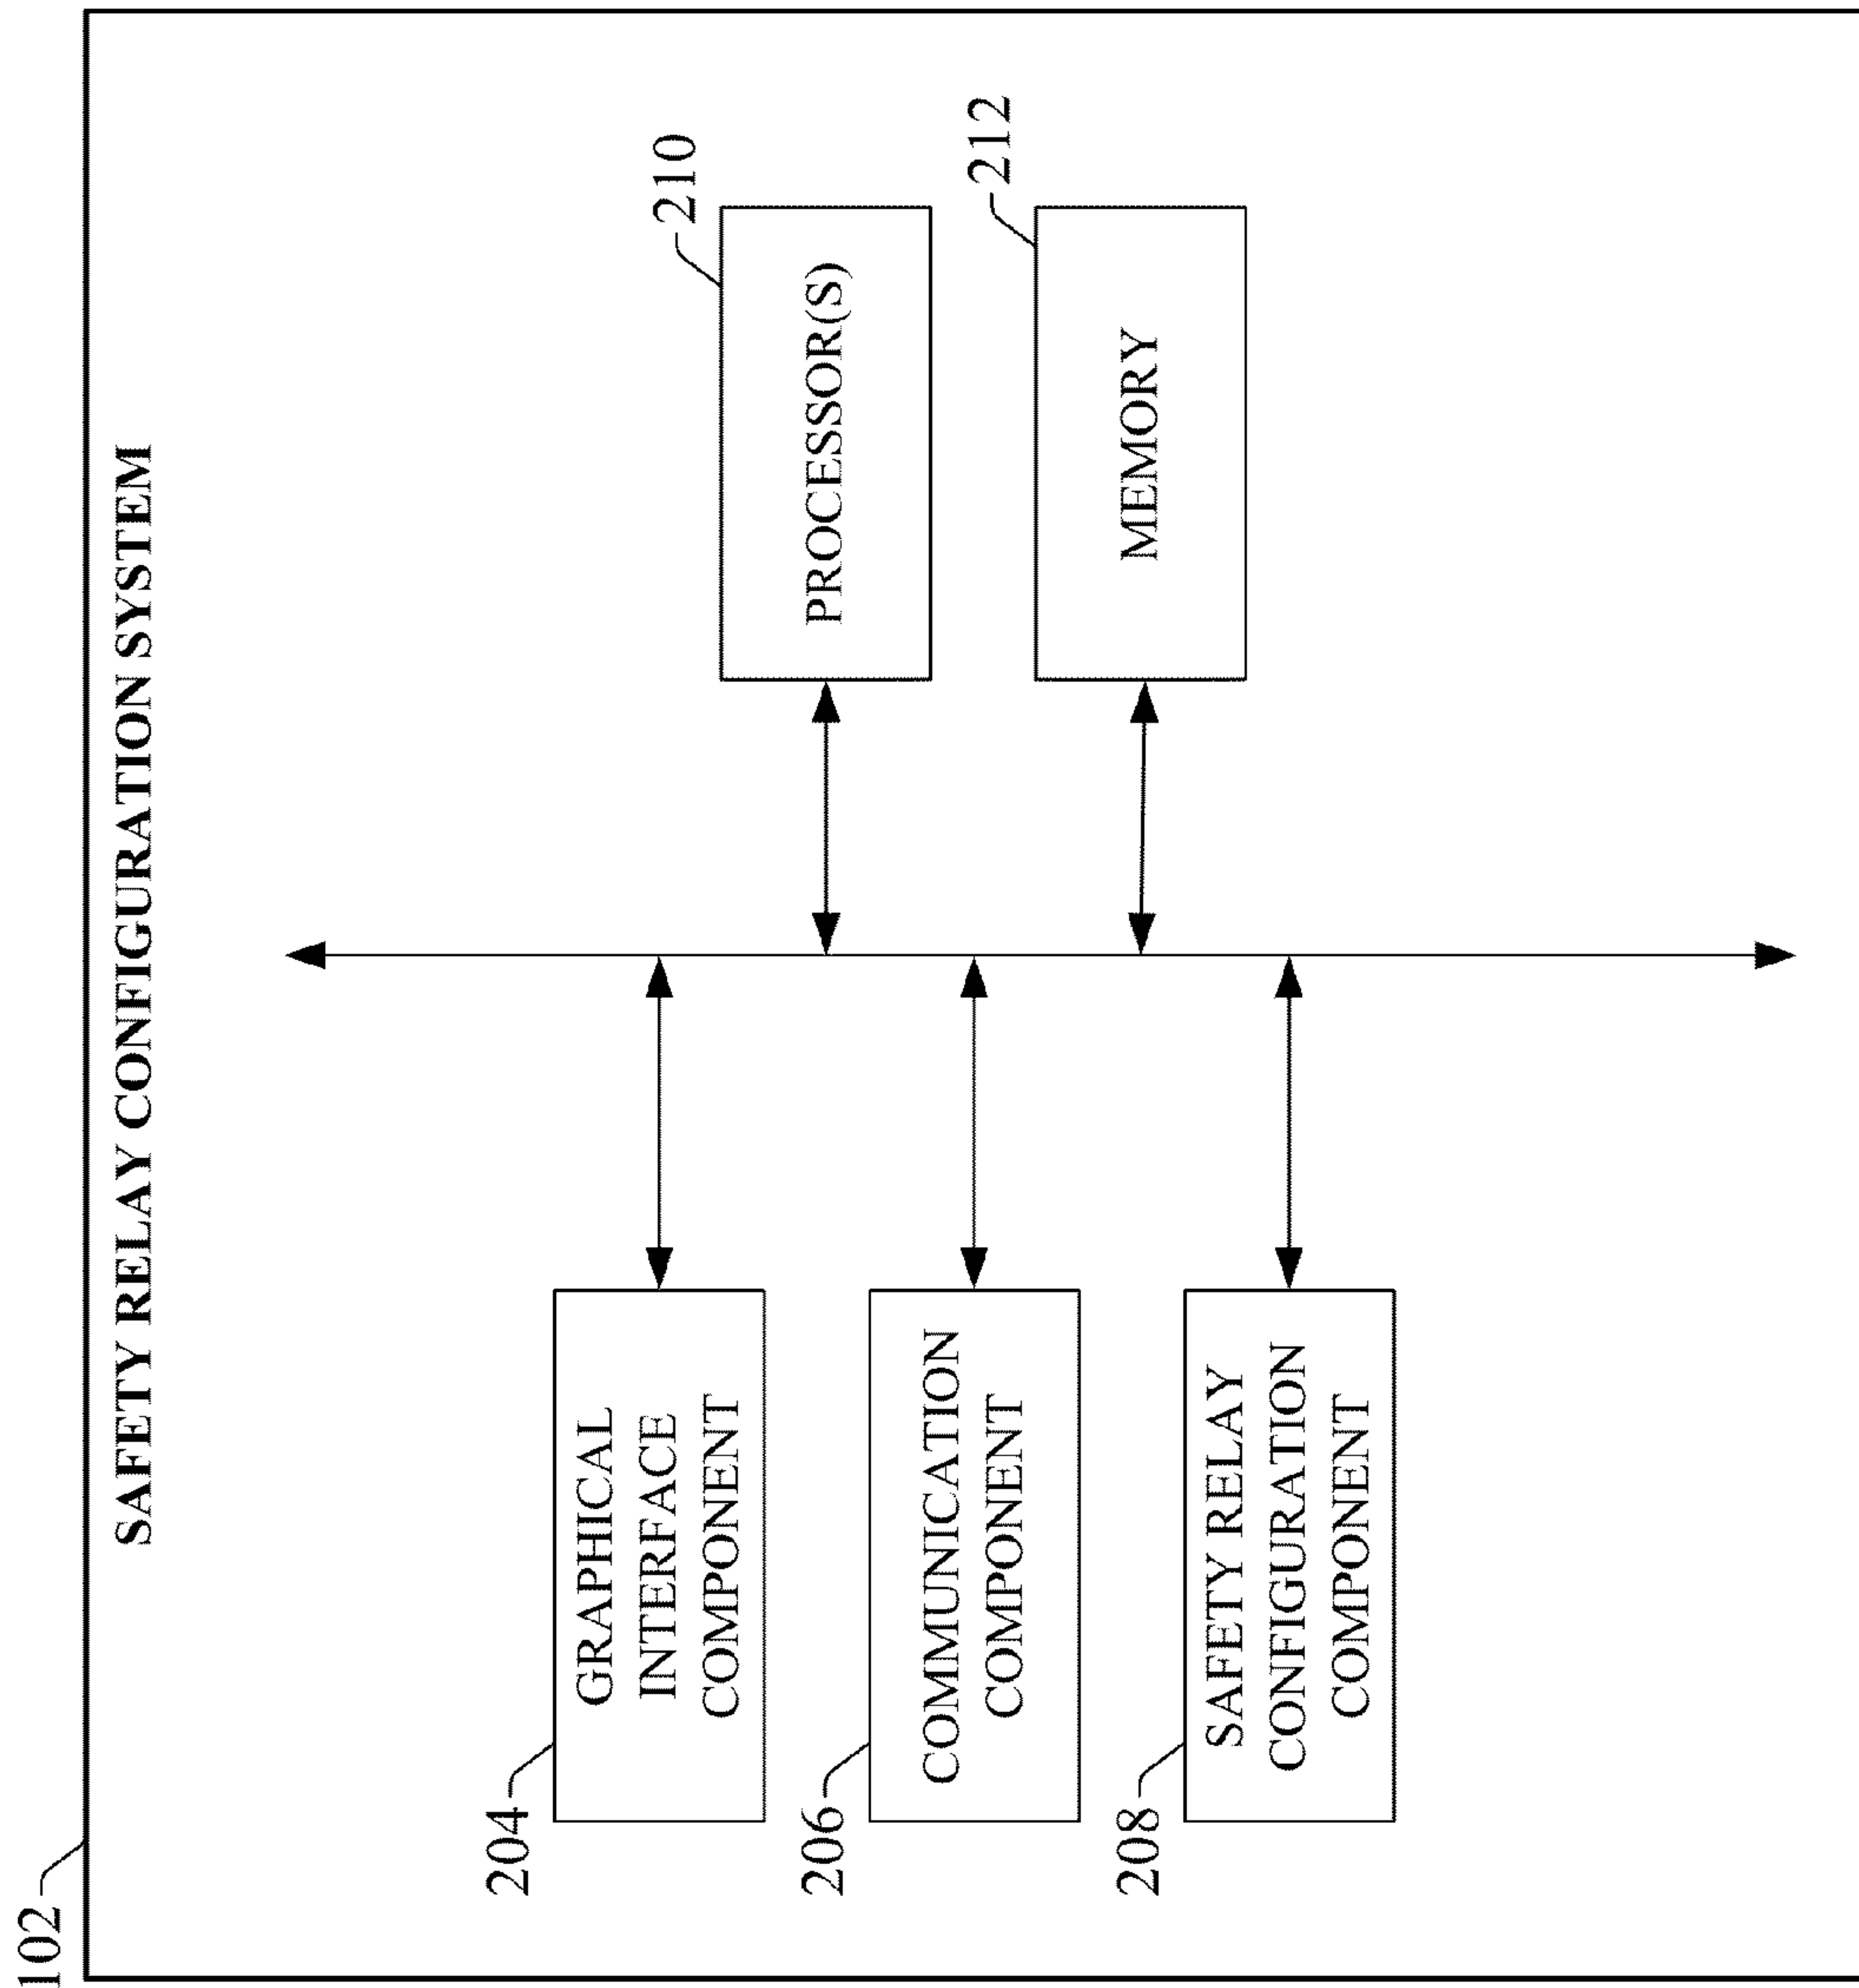 102
SAFETY RELAY CONFIGURATION SYSTEM
204
GRAPHICAL
INTERFACE
COMPONENT
206
COMMUNICATION
COMPONENT
208
SAFETY RELAY
CONFIGURATION
COMPONENT
210
PROCESSOR(S)
212
MEMORY